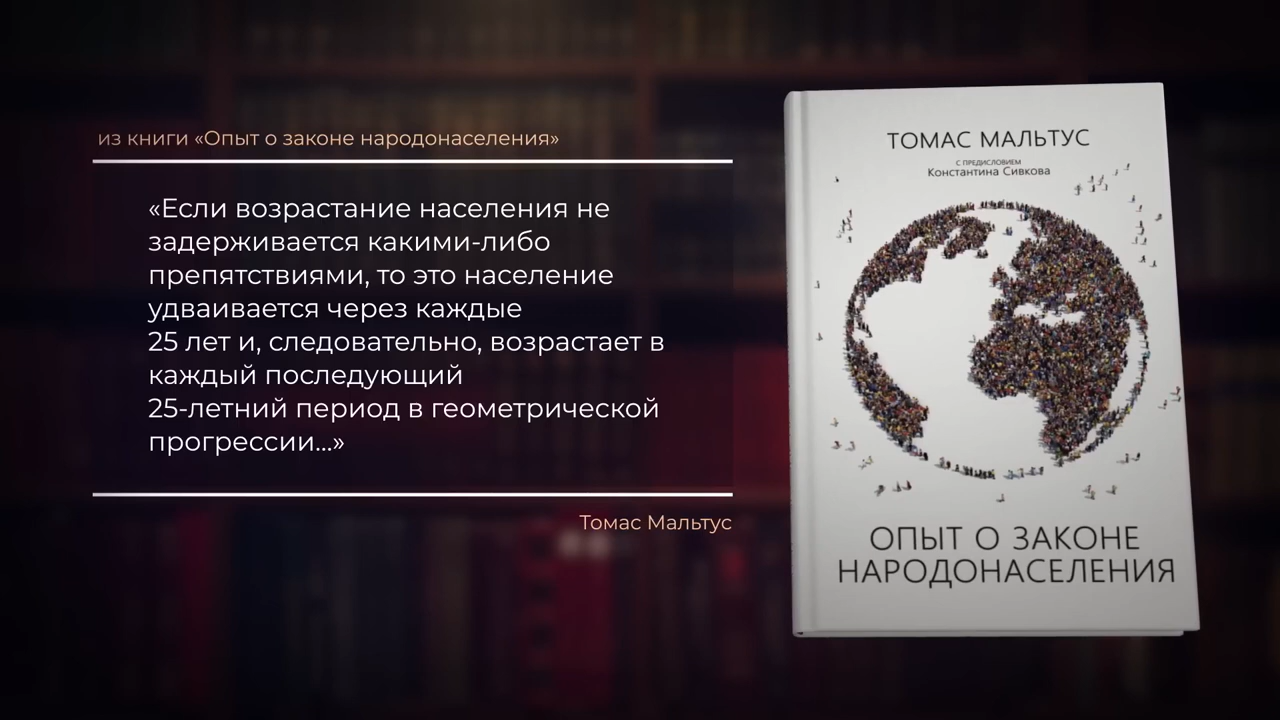 из книги «Опыт о законе народонаселения»
«Если возрастание населения не
задерживается какими-либо
препятствиями, то это население
удваивается через каждые
25 лет и, следовательно, возрастает в
каждый последующий
25-летний период в геометрической
прогрессии...»
Томас Мальтус
ТОМАС МАЛЬТУС
С ПРЕДИСЛОВИЕМ
Константина Сивкова
ОПЫТ О ЗАКОНЕ
НАРОДОНАСЕЛЕНИЯ